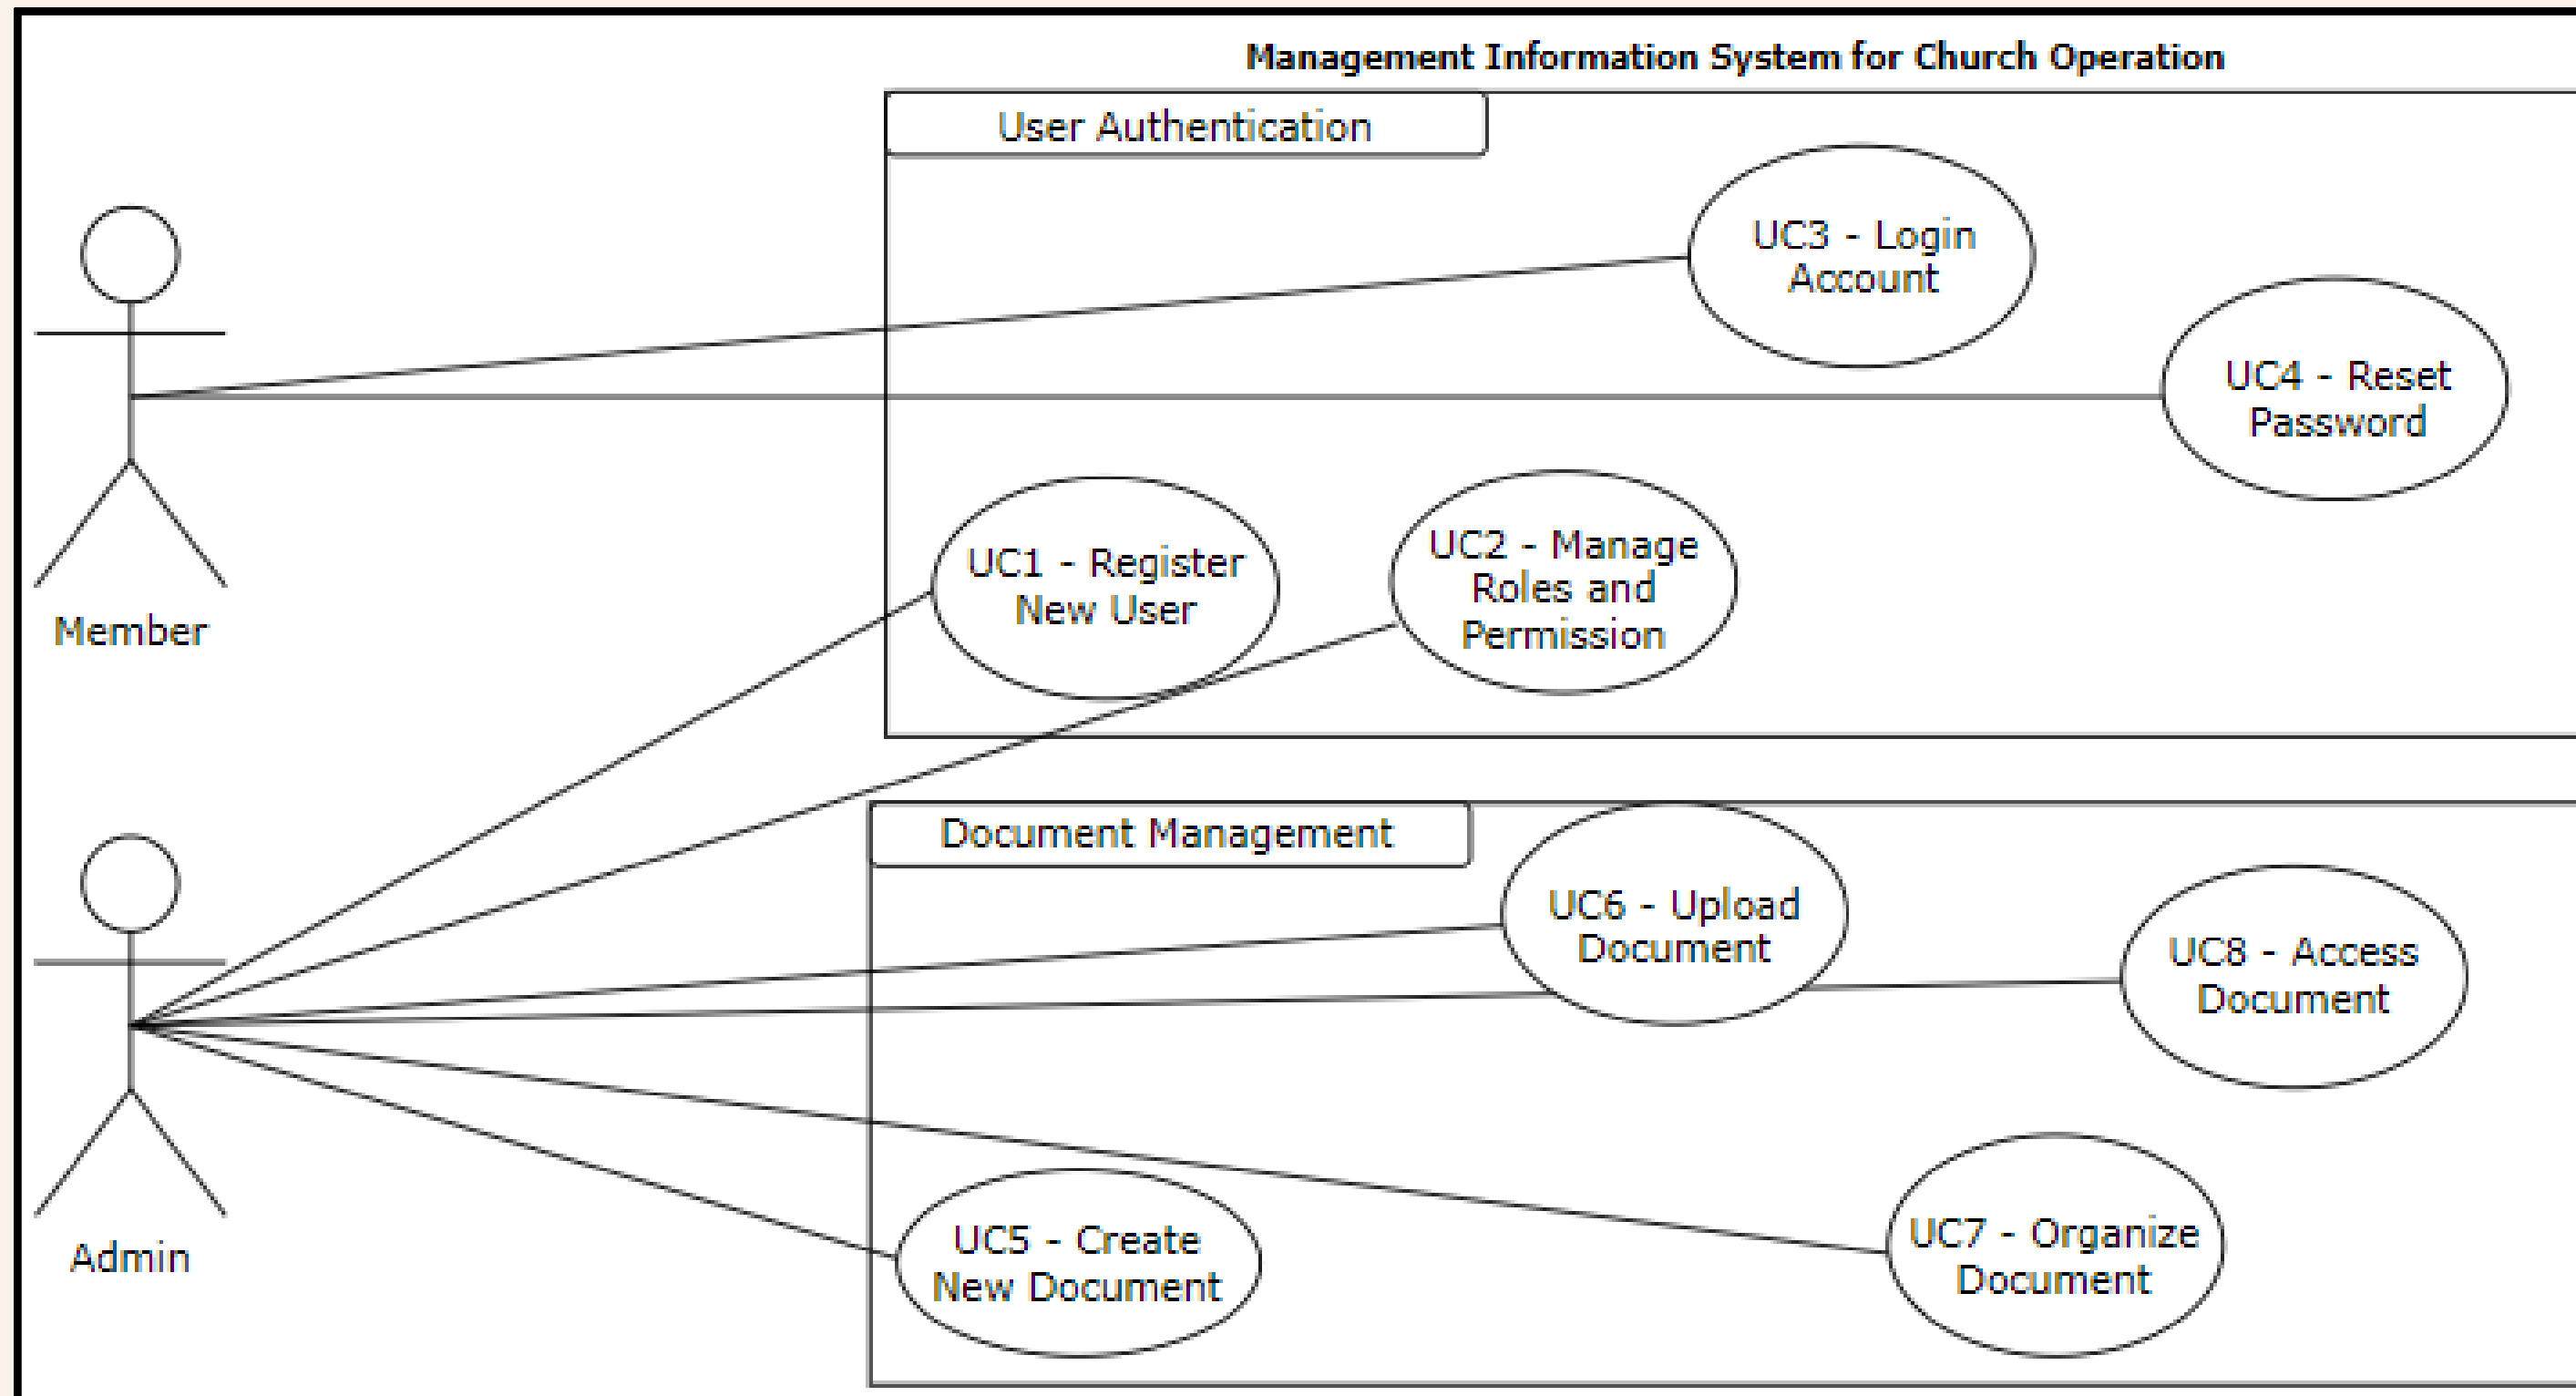 Management Information System for Church Operation
User Authentication
UC3 - Login
Account
UC4 - Reset
Password
UC1 - Register
New User
UC2 - Manage
Roles and
Permission
Member
Document Management
UC6 - Upload
Document
UC8 - Access
Document
UC5 - Create
New Document
UC7 - Organize
Document
Admin